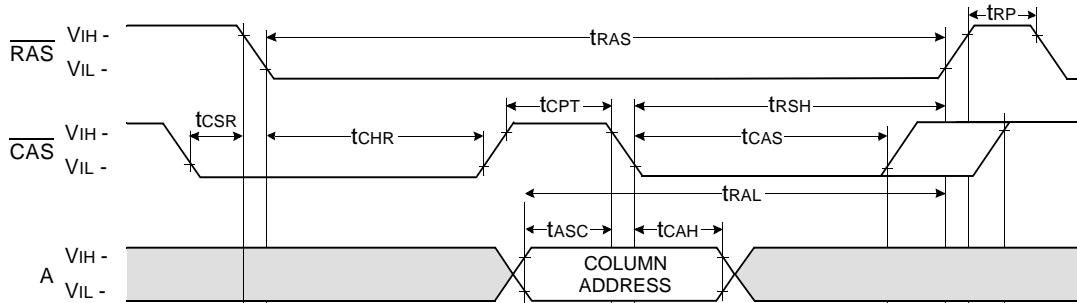 VIH -
tRP
tRAS
RAS
VIL -
tCSR
tCPT
tRSH
VIH -
tCHR
tCAS
CAS
VIL -
tRAL
tASC
tCAH
VIH -
COLUMN
A
ADDRESS
VIL -